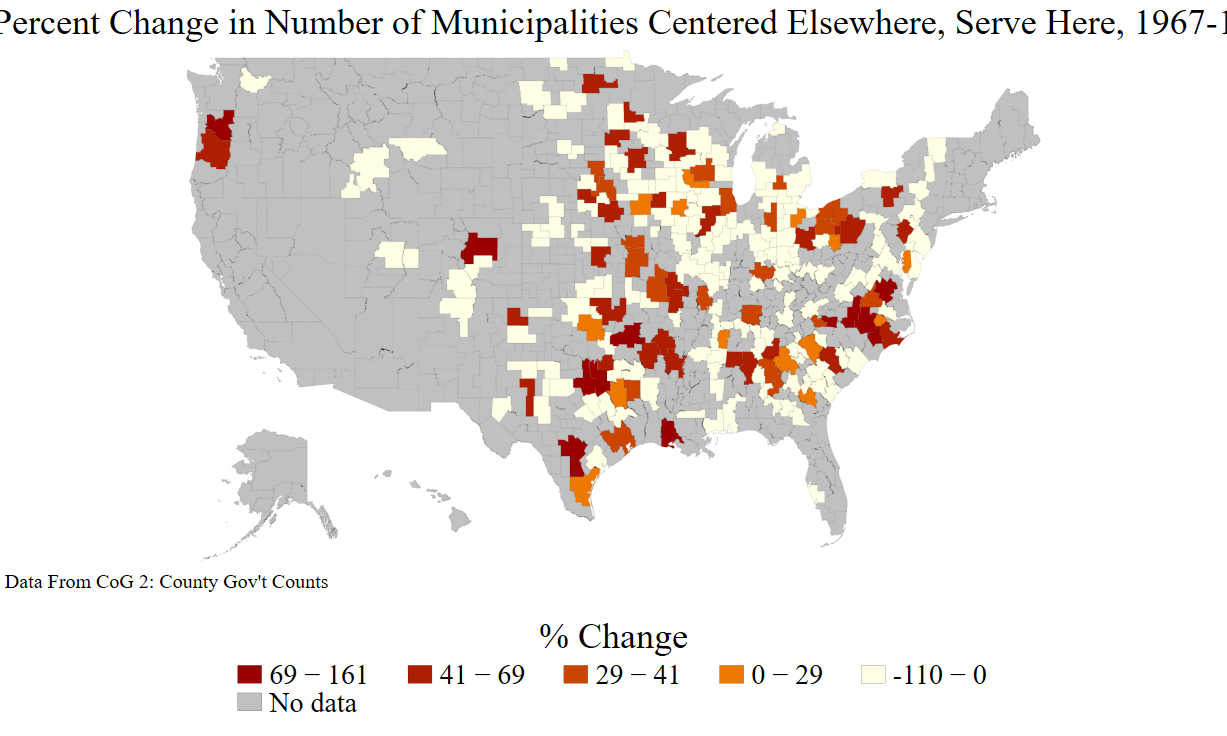 Percent Change in Number of Municipalities Centered Elsewhere, Serve Here, 1967-1
Data From CoG 2: County Gov't Counts
% Change
69 − 161
41 − 69
29 − 41
0 − 29
-110 − 0
No data